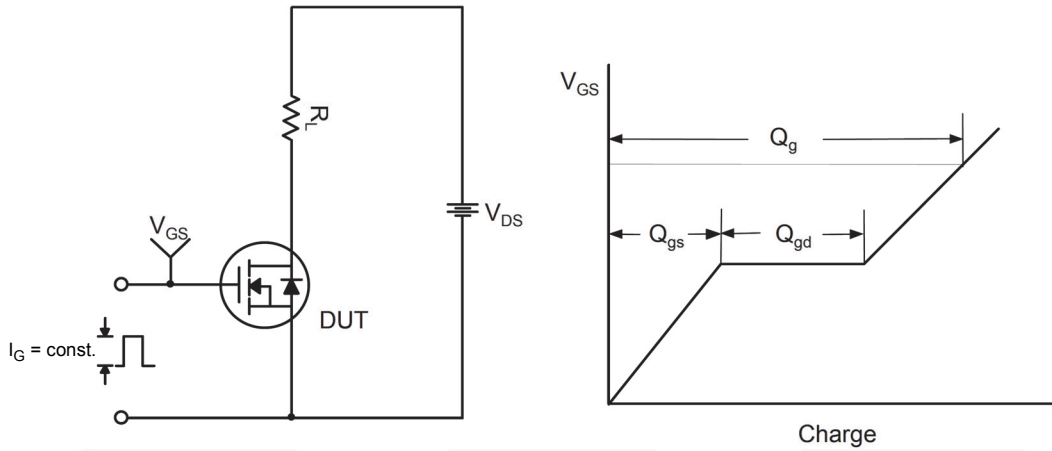 R_L
V_DS
V_GS
DUT
I_G = const.
V_GS
Q_g
Q_gs
Q_gd
Charge